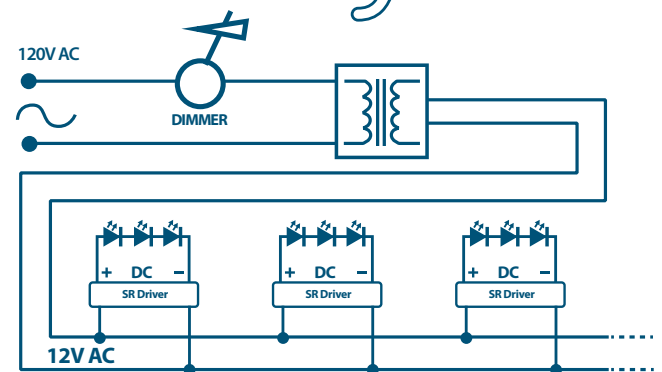 120V AC
DIMMER
+ DC −
SR Driver
+ DC −
SR Driver
+ DC −
SR Driver
12V AC